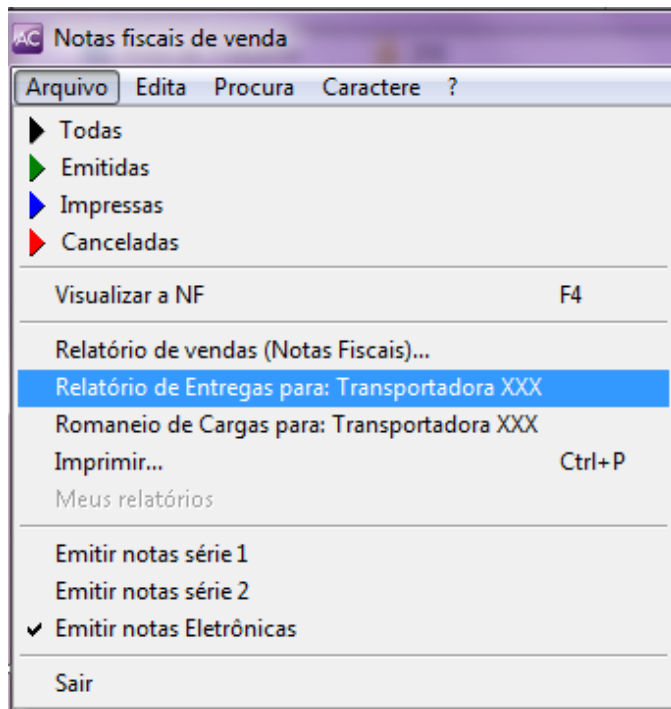 AC Notas fiscais de venda
Arquivo Edita Procura Caractere ?
Todas
Emitidas
Impressas
Canceladas
Visualizar a NF F4
Relatório de vendas (Notas Fiscais)...
Relatório de Entregas para: Transportadora XXX
Romaneio de Cargas para: Transportadora XXX
Imprimir... Ctrl+P
Meus relatórios
Emitir notas série 1
Emitir notas série 2
Emitir notas Eletrônicas
Sair